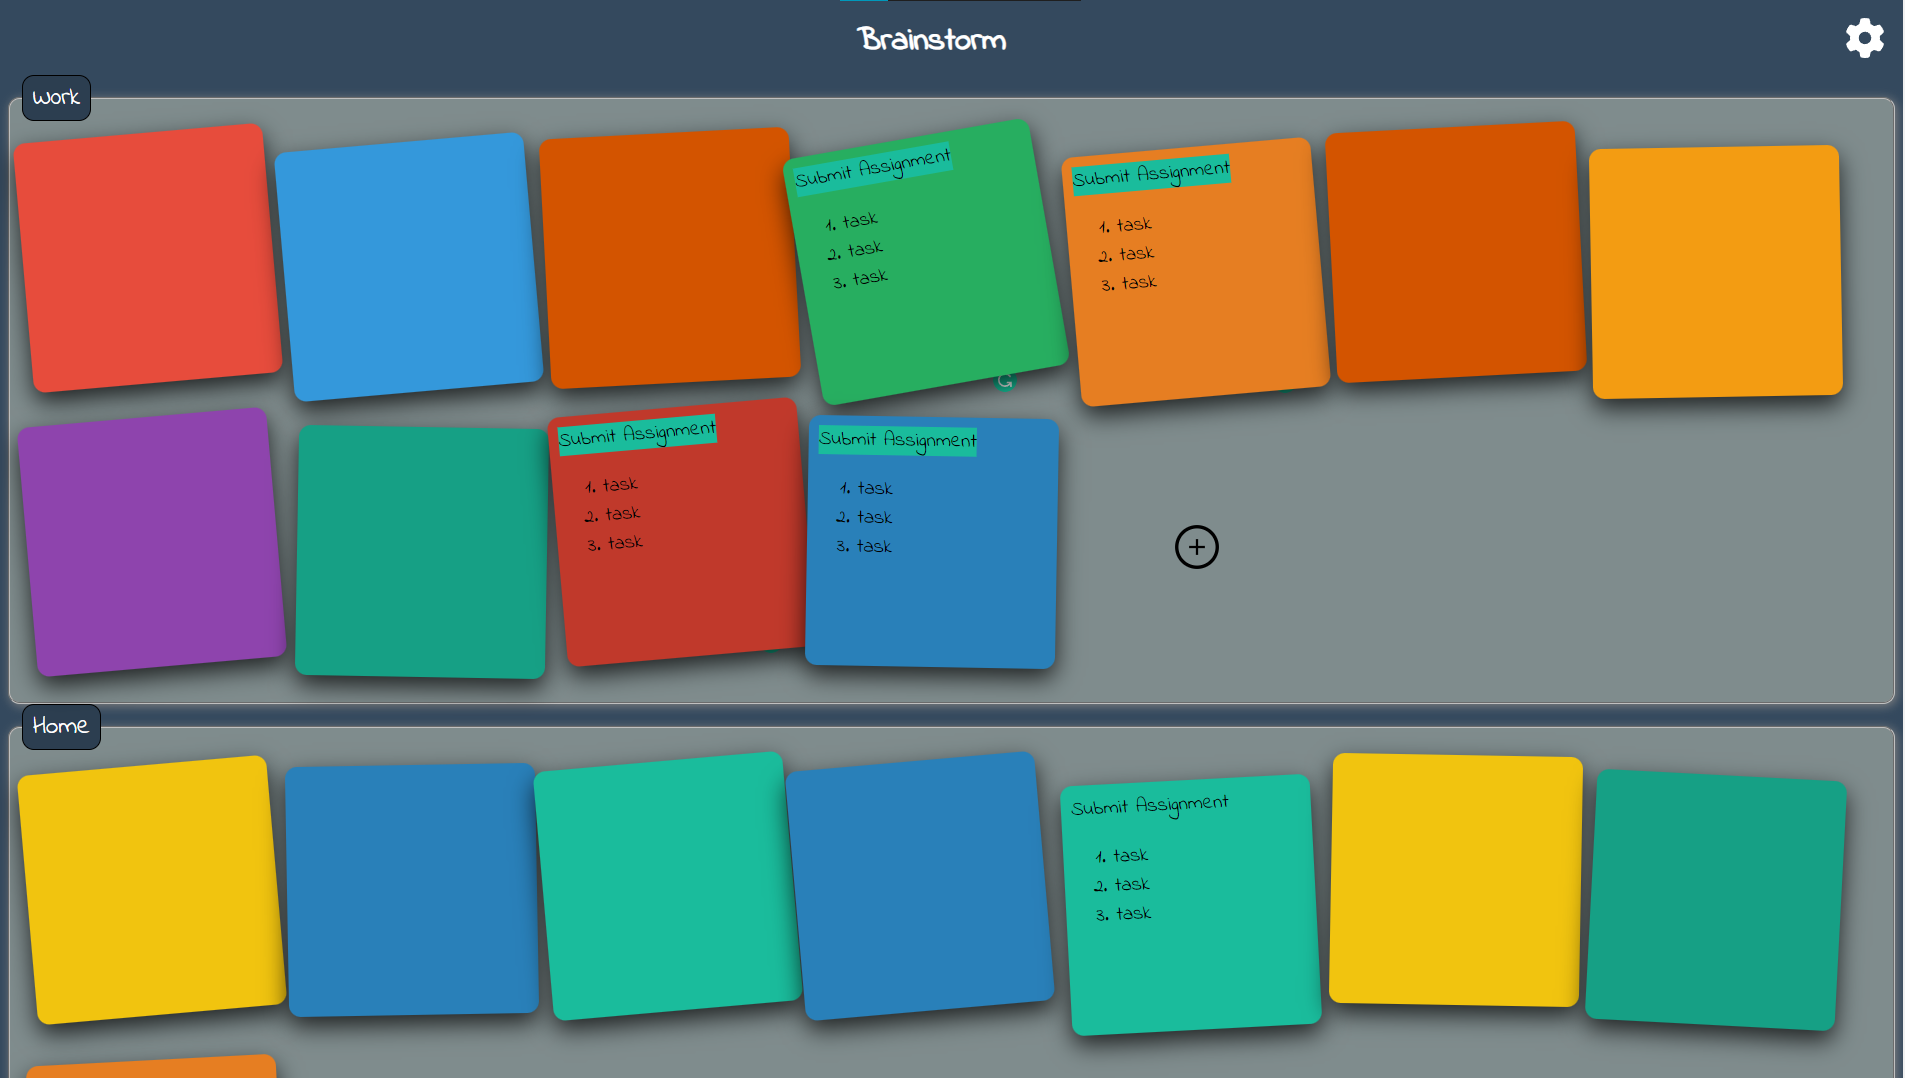 Brainstorm
Work
Submit Assignment
1. task
2. task
3. task
Submit Assignment
1. task
2. task
3. task
Submit Assignment
1. task
2. task
3. task
Submit Assignment
1. task
2. task
3. task
Home
Submit Assignment
1. task
2. task
3. task